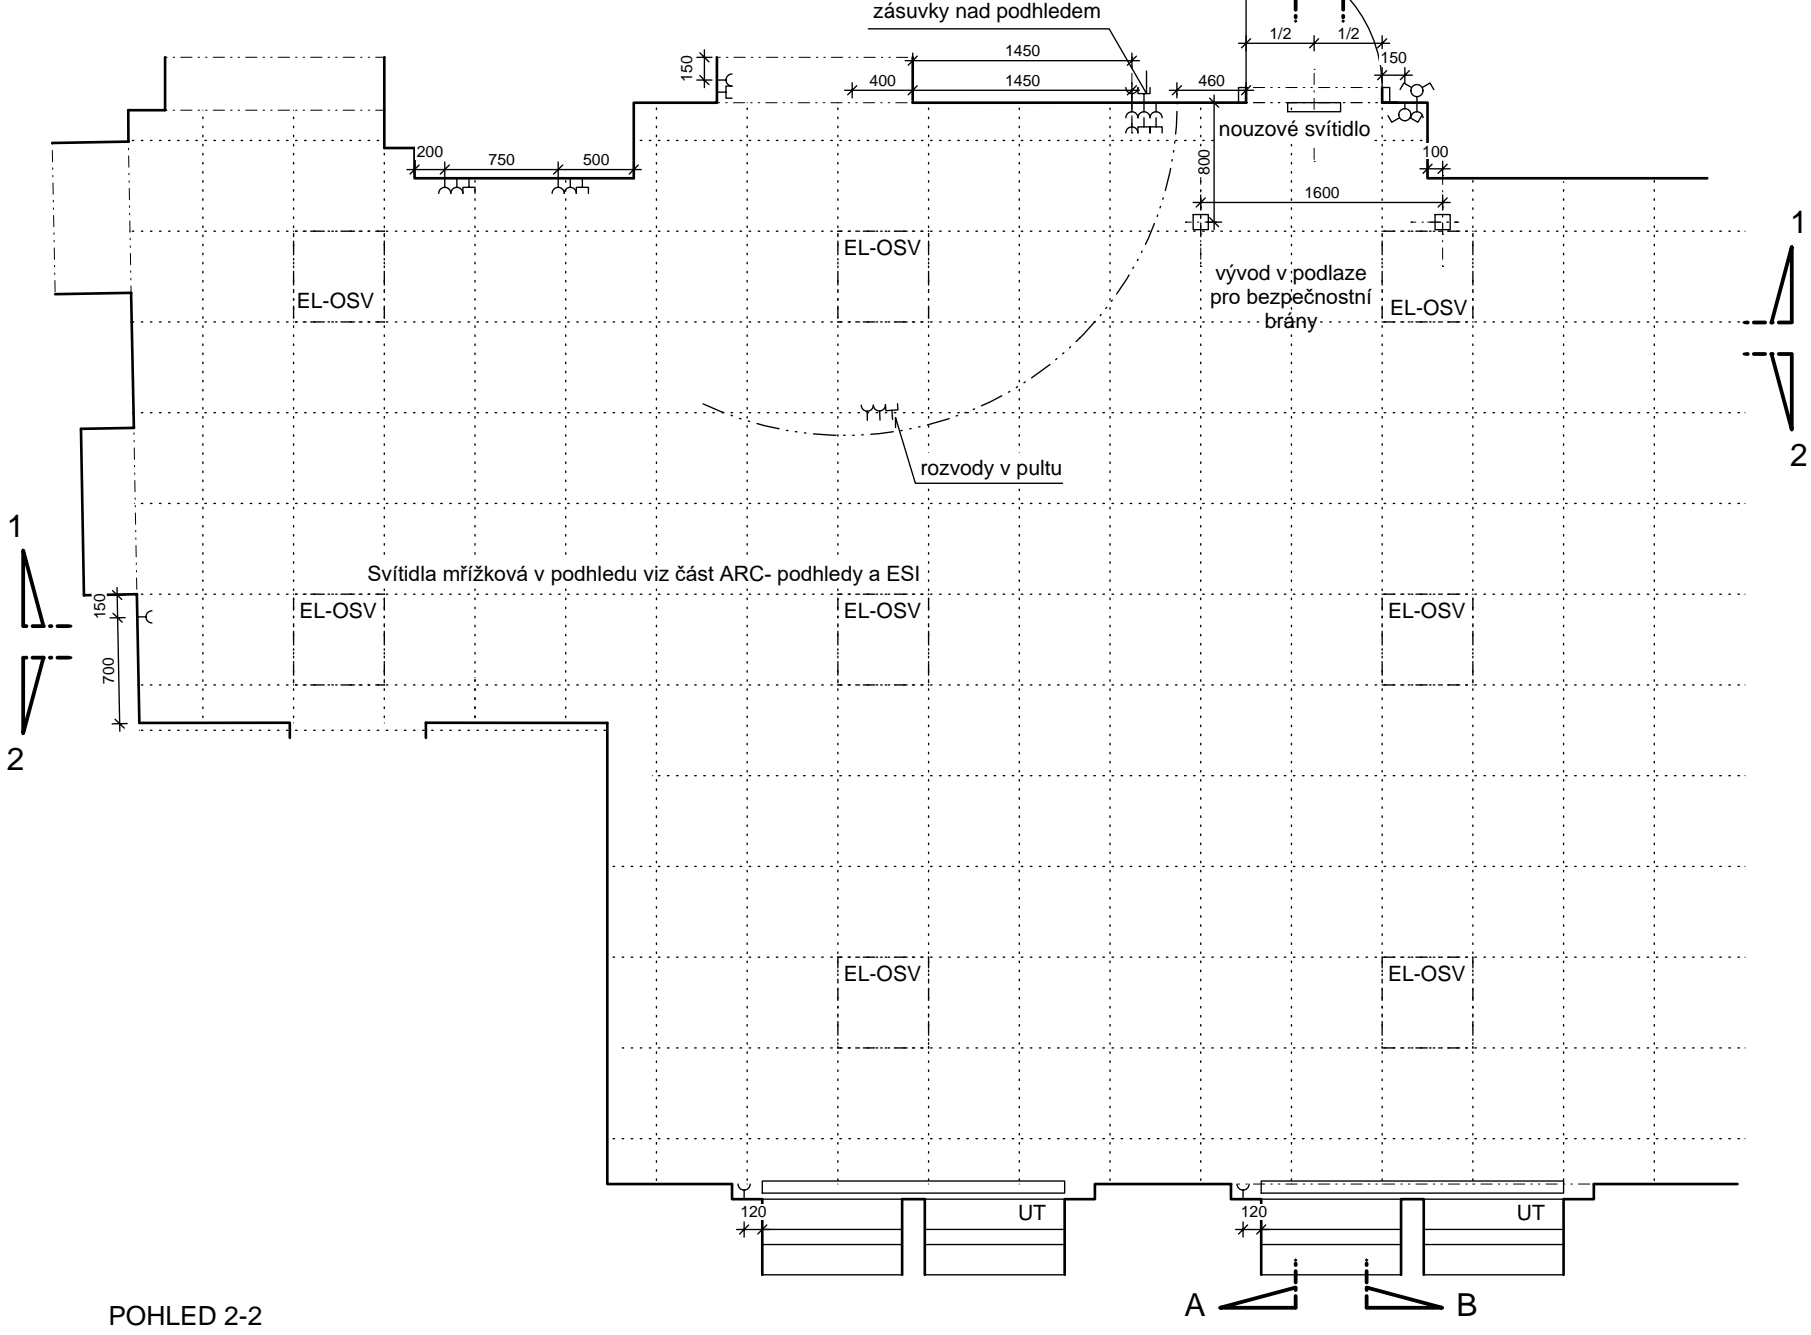 zásuvky nad podhledem
1/2 1/2
150
1450
150
400 1450 460
nouzové svítidlo
200 750 500
800
100
1600
1
EL-OSV
vývod v podlaze
pro bezpečnostní
brány
EL-OSV
EL-OSV
2
rozvody v pultu
1
Svítidla mřížková v podhledu viz část ARC- podhledy a ESI
150
EL-OSV EL-OSV EL-OSV
700
2
EL-OSV EL-OSV
120 UT 120 UT
A B
POHLED 2-2